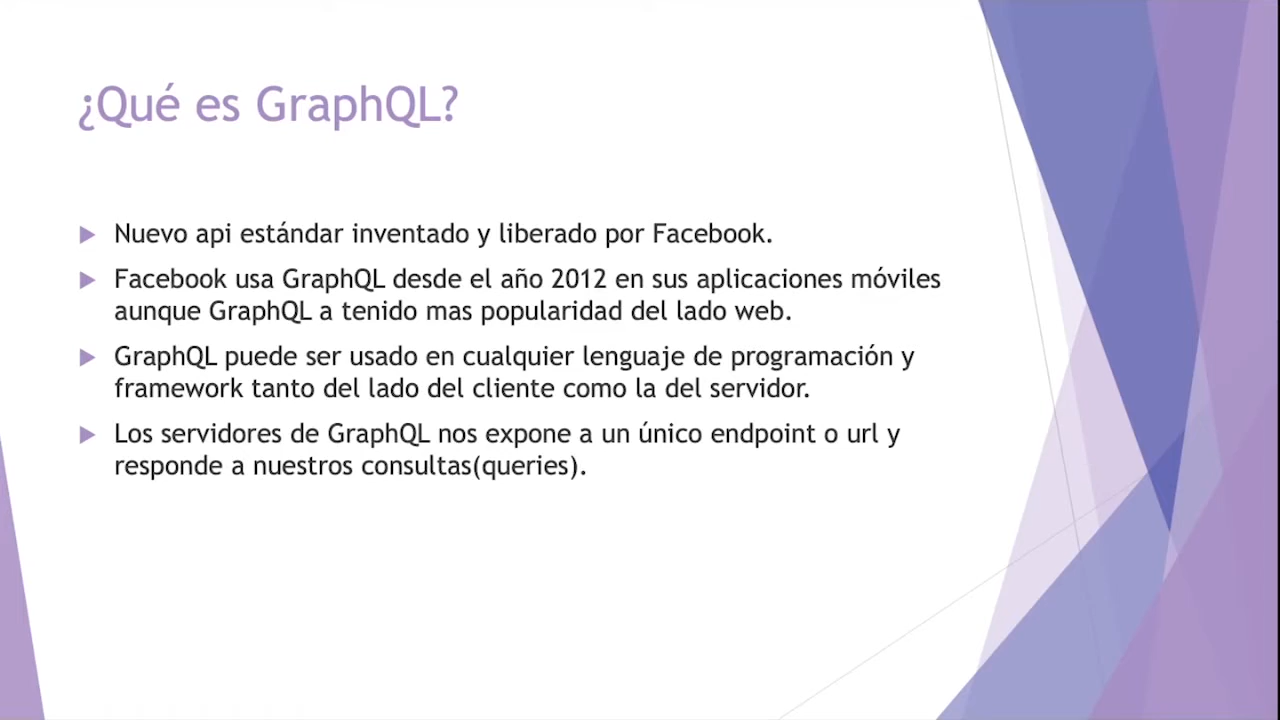 ¿Qué es GraphQL?
Nuevo api estándar inventado y liberado por Facebook.
Facebook usa GraphQL desde el año 2012 en sus aplicaciones móviles
aunque GraphQL a tenido mas popularidad del lado web.
GraphQL puede ser usado en cualquier lenguaje de programación y
framework tanto del lado del cliente como la del servidor.
Los servidores de GraphQL nos expone a un único endpoint o url y
responde a nuestros consultas(queries).